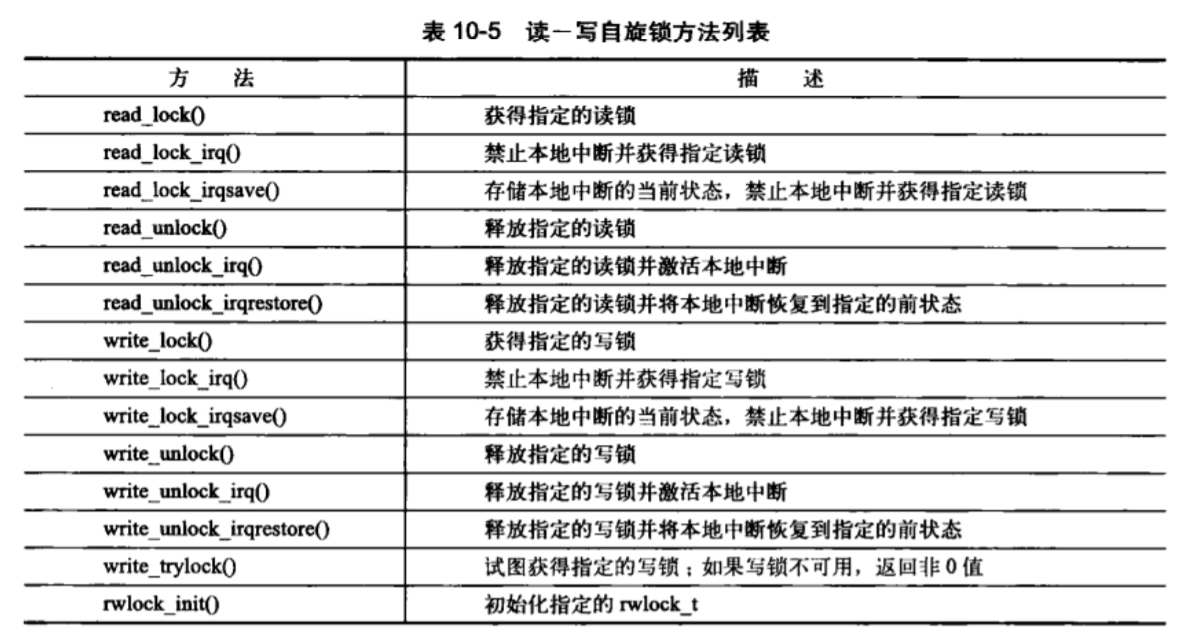 表 10-5 读－写自旋锁方法列表
方 法 描 述
read_lock() 获得指定的读锁
read_lock_irq() 禁止本地中断并获得指定读锁
read_lock_irqsave() 存储本地中断的当前状态，禁止本地中断并获得指定读锁
read_unlock() 释放指定的读锁
read_unlock_irq() 释放指定的读锁并激活本地中断
read_unlock_irqrestore() 释放指定的读锁并将本地中断恢复到指定的前状态
write_lock() 获得指定的写锁
write_lock_irq() 禁止本地中断并获得指定写锁
write_lock_irqsave() 存储本地中断的当前状态，禁止本地中断并获得指定写锁
write_unlock() 释放指定的写锁
write_unlock_irq() 释放指定的写锁并激活本地中断
write_unlock_irqrestore() 释放指定的写锁并将本地中断恢复到指定的前状态
write_trylock() 试图获得指定的写锁；如果写锁不可用，返回非 0 值
rwlock_init() 初始化指定的 rwlock_t